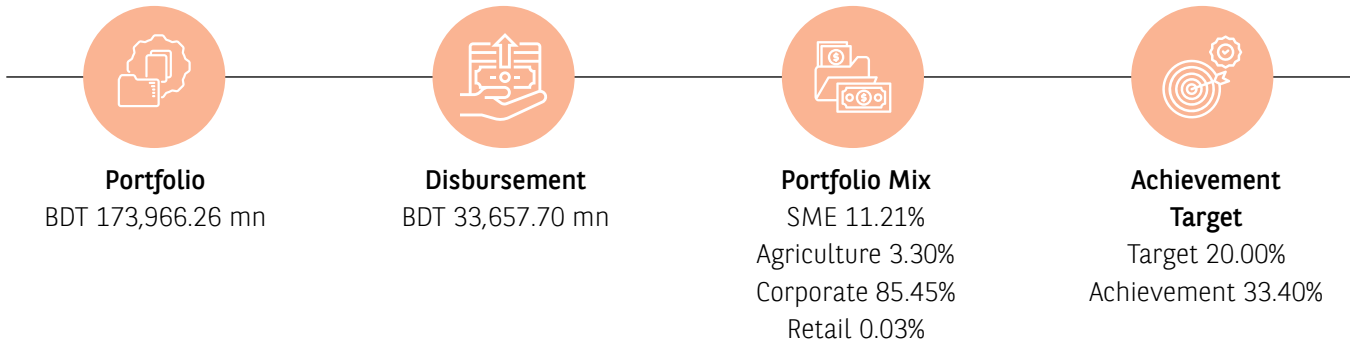 Portfolio
BDT 173,966.26 mn
Disbursement
BDT 33,657.70 mn
Portfolio Mix
SME 11.21%
Agriculture 3.30%
Corporate 85.45%
Retail 0.03%
Achievement
Target
Target 20.00%
Achievement 33.40%